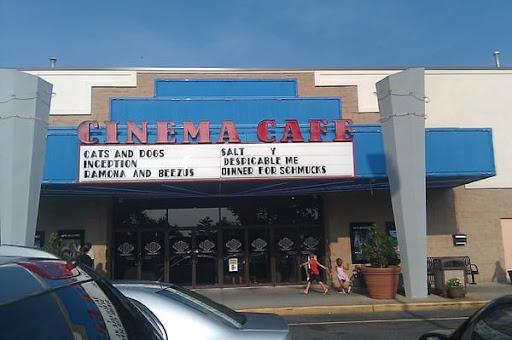 CINEMA CAFE
CATS AND DOGS
INCEPTION
RAMONA AND BEEZUS
SALT Y
DESPICABLE ME
DINNER FOR SCHMUCKS